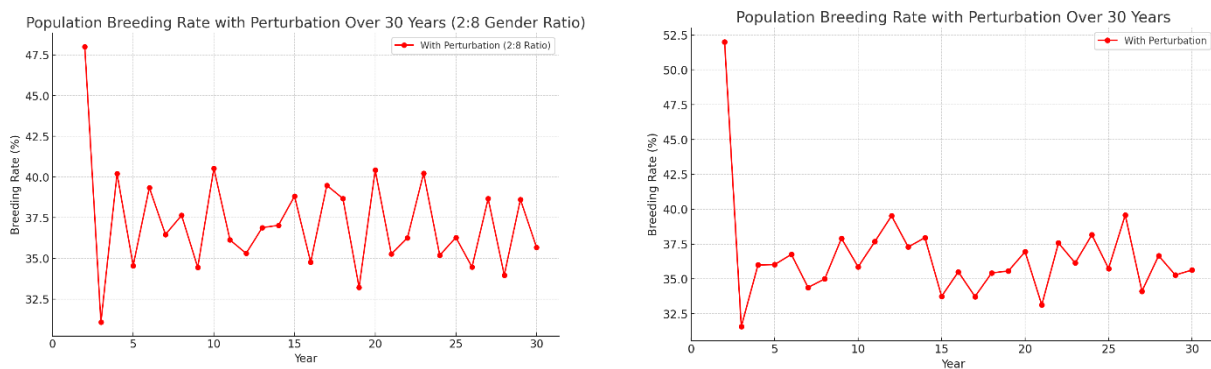 Population Breeding Rate with Perturbation Over 30 Years (2:8 Gender Ratio)
With Perturbation (2:8 Ratio)
47.5
45.0
42.5
40.0
37.5
35.0
32.5
Breeding Rate (%)
0 5 10 15 20 25 30
Year
Population Breeding Rate with Perturbation Over 30 Years
With Perturbation
52.5
50.0
47.5
45.0
42.5
40.0
37.5
35.0
32.5
Breeding Rate (%)
0 5 10 15 20 25 30
Year